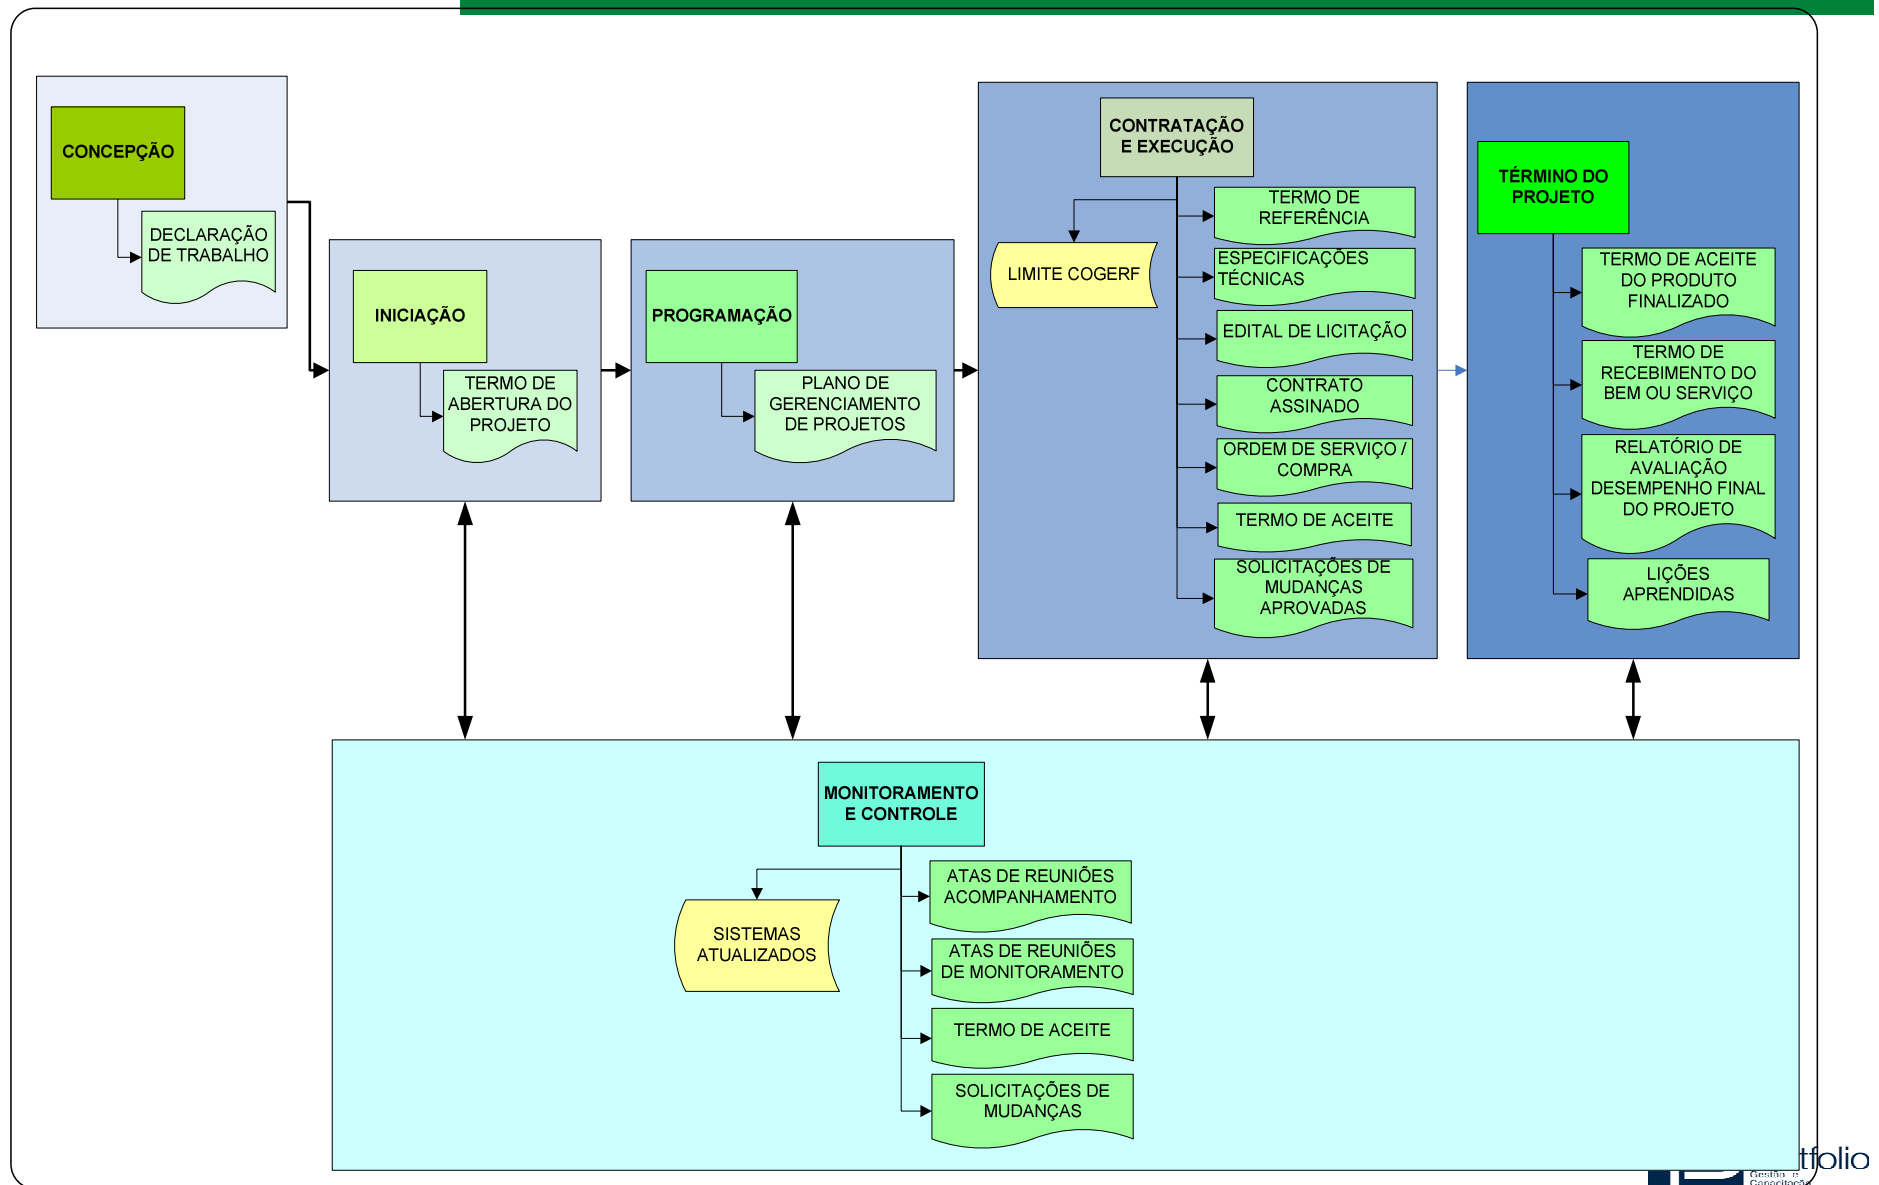 CONCEPÇÃO
DECLARAÇÃO
DE TRABALHO
INICIAÇÃO
TERMO DE
ABERTURA DO
PROJETO
PROGRAMAÇÃO
PLANO DE
GERENCIAMENTO
DE PROJETOS
CONTRATAÇÃO
E EXECUÇÃO
LIMITE COGERF
TERMO DE
REFERÊNCIA
ESPECIFICAÇÕES
TÉCNICAS
EDITAL DE LICITAÇÃO
CONTRATO
ASSINADO
ORDEM DE SERVIÇO /
COMPRA
TERMO DE ACEITE
SOLICITAÇÕES DE
MUDANÇAS
APROVADAS
TÉRMINO DO
PROJETO
TERMO DE ACEITE
DO PRODUTO
FINALIZADO
TERMO DE
RECEBIMENTO DO
BEM OU SERVIÇO
RELATÓRIO DE
AVALIAÇÃO
DESEMPENHO FINAL
DO PROJETO
LIÇÕES
APRENDIDAS
MONITORAMENTO
E CONTROLE
SISTEMAS
ATUALIZADOS
ATAS DE REUNIÕES
ACOMPANHAMENTO
ATAS DE REUNIÕES
DE MONITORAMENTO
TERMO DE ACEITE
SOLICITAÇÕES DE
MUDANÇAS
tfolio
Gestão e
Capacitação